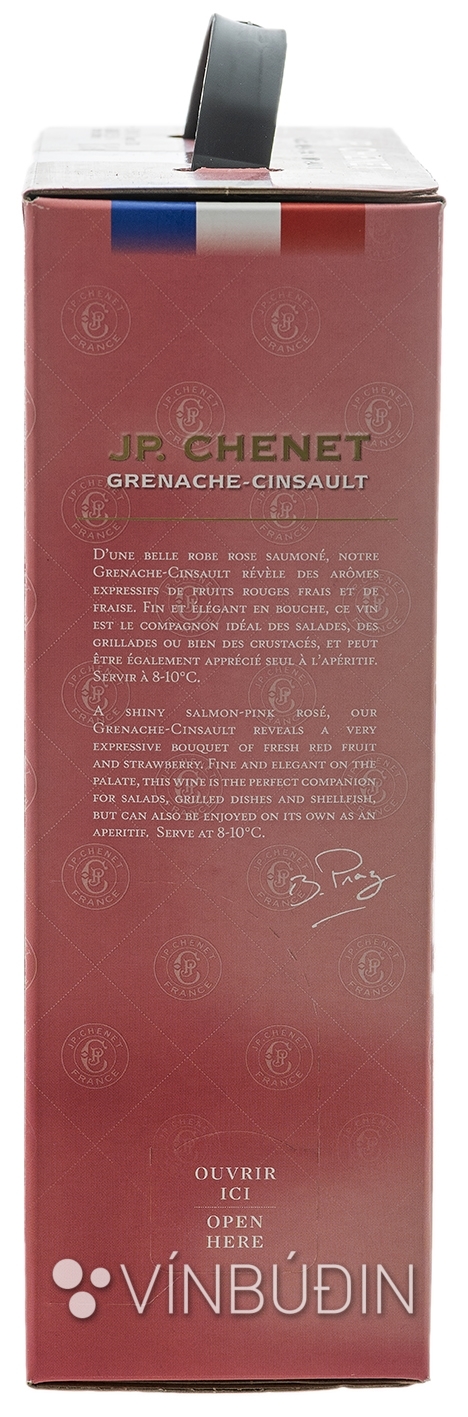 JP. CHENET
GRENACHE-CINSAULT
D'UNE BELLE ROBE ROSE SAUMONÉ, NOTRE
GRENACHE-CINSAULT RÉVÈLE DES ARÔMES
EXPRESSIFS DE FRUITS ROUGES FRAIS ET DE
FRAISE. FIN ET ÉLÉGANT EN BOUCHE, CE VIN
EST LE COMPAGNON IDÉAL DES SALADES, DES
GRILLADES OU BIEN DES CRUSTACÉS, ET PEUT
ÊTRE ÉGALEMENT APPRÉCIÉ SEUL À L'APÉRITIF.
SERVIR À 8-10°C.
A SHINY SALMON-PINK ROSÉ, OUR
GRENACHE-CINSAULT REVEALS A VERY
EXPRESSIVE BOUQUET OF FRESH RED FRUIT
AND STRAWBERRY. FINE AND ELEGANT ON THE
PALATE, THIS WINE IS THE PERFECT COMPANION
FOR SALADS, GRILLED DISHES AND SHELLFISH,
BUT CAN ALSO BE ENJOYED ON ITS OWN AS AN
APERITIF. SERVE AT 8-10°C.
B. Praz
OUVRIR
ICI
OPEN
HERE
VÍNBÚÐIN
JP. CHENET
FRANCE